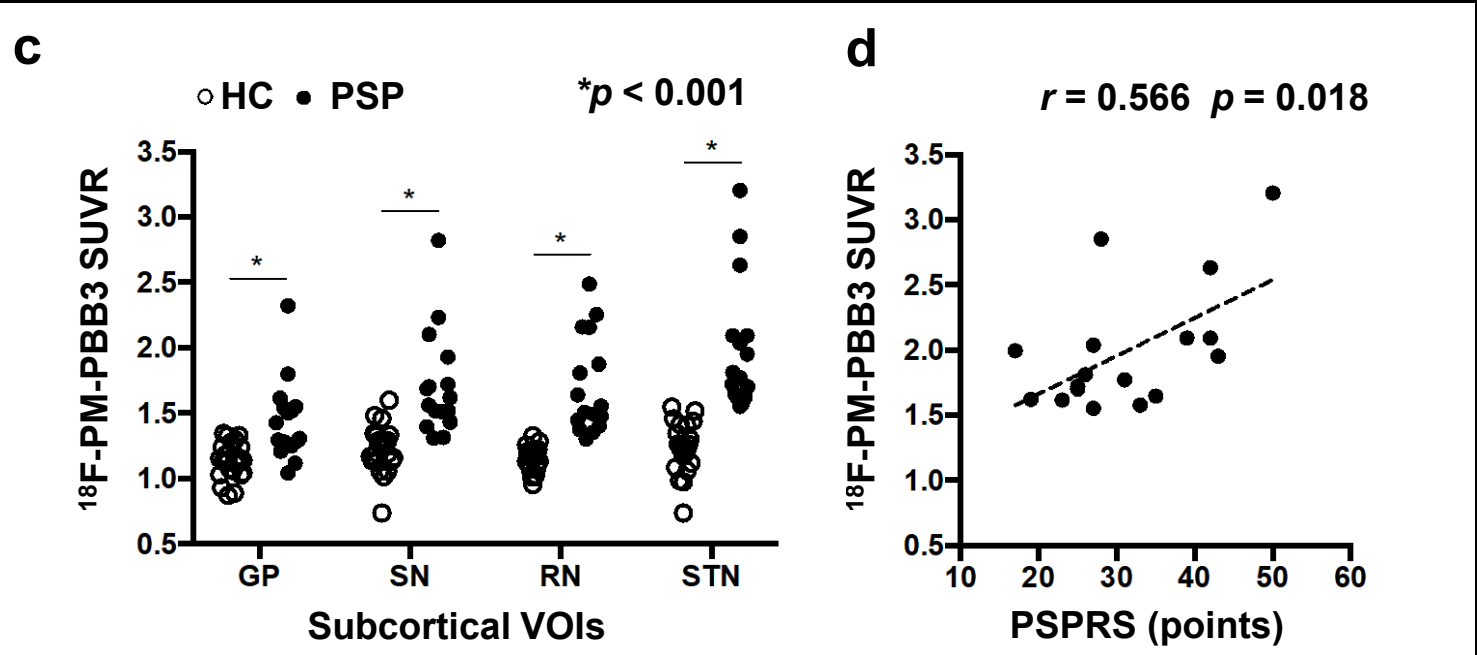 c
HC PSP
*p < 0.001
3.5
3.0
2.5
2.0
1.5
1.0
0.5
18F-PM-PBB3 SUVR
* * * *
GP SN RN STN
Subcortical VOIs
d
r = 0.566 p = 0.018
3.5
3.0
2.5
2.0
1.5
1.0
0.5
18F-PM-PBB3 SUVR
10 20 30 40 50 60
PSPRS (points)